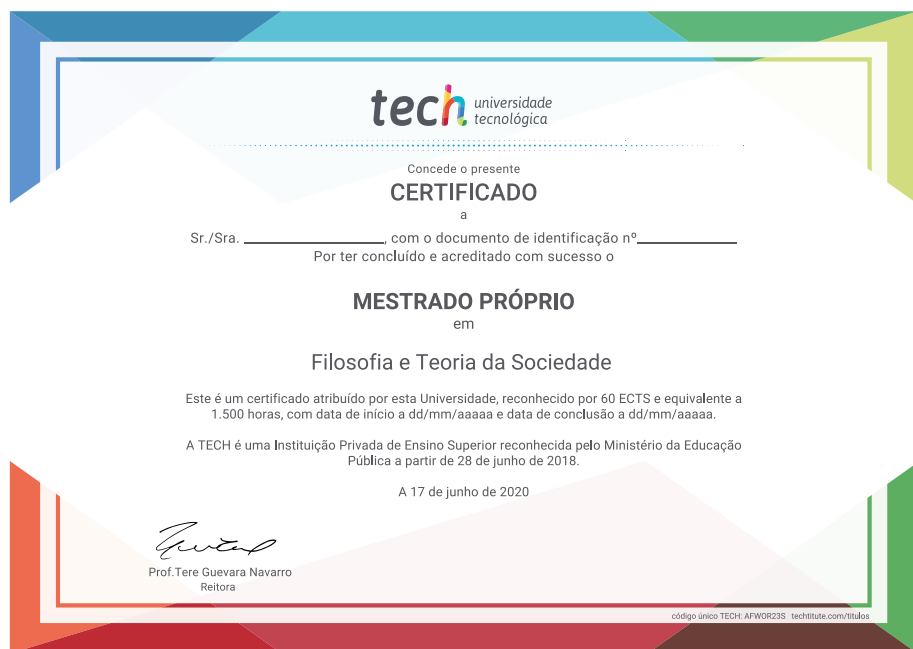 tech universidade
tecnológica
Concede o presente
CERTIFICADO
a
Sr./Sra. ________________, com o documento de identificação nº____________
Por ter concluído e acreditado com sucesso o
MESTRADO PRÓPRIO
em
Filosofia e Teoria da Sociedade
Este é um certificado atribuído por esta Universidade, reconhecido por 60 ECTS e equivalente a
1.500 horas, com data de início a dd/mm/aaaaa e data de conclusão a dd/mm/aaaaa.
A TECH é uma Instituição Privada de Ensino Superior reconhecida pelo Ministério da Educação
Pública a partir de 28 de junho de 2018.
A 17 de junho de 2020
Prof.Tere Guevara Navarro
Reitora
código único TECH: AFWOR23S techtitute.com/titulos